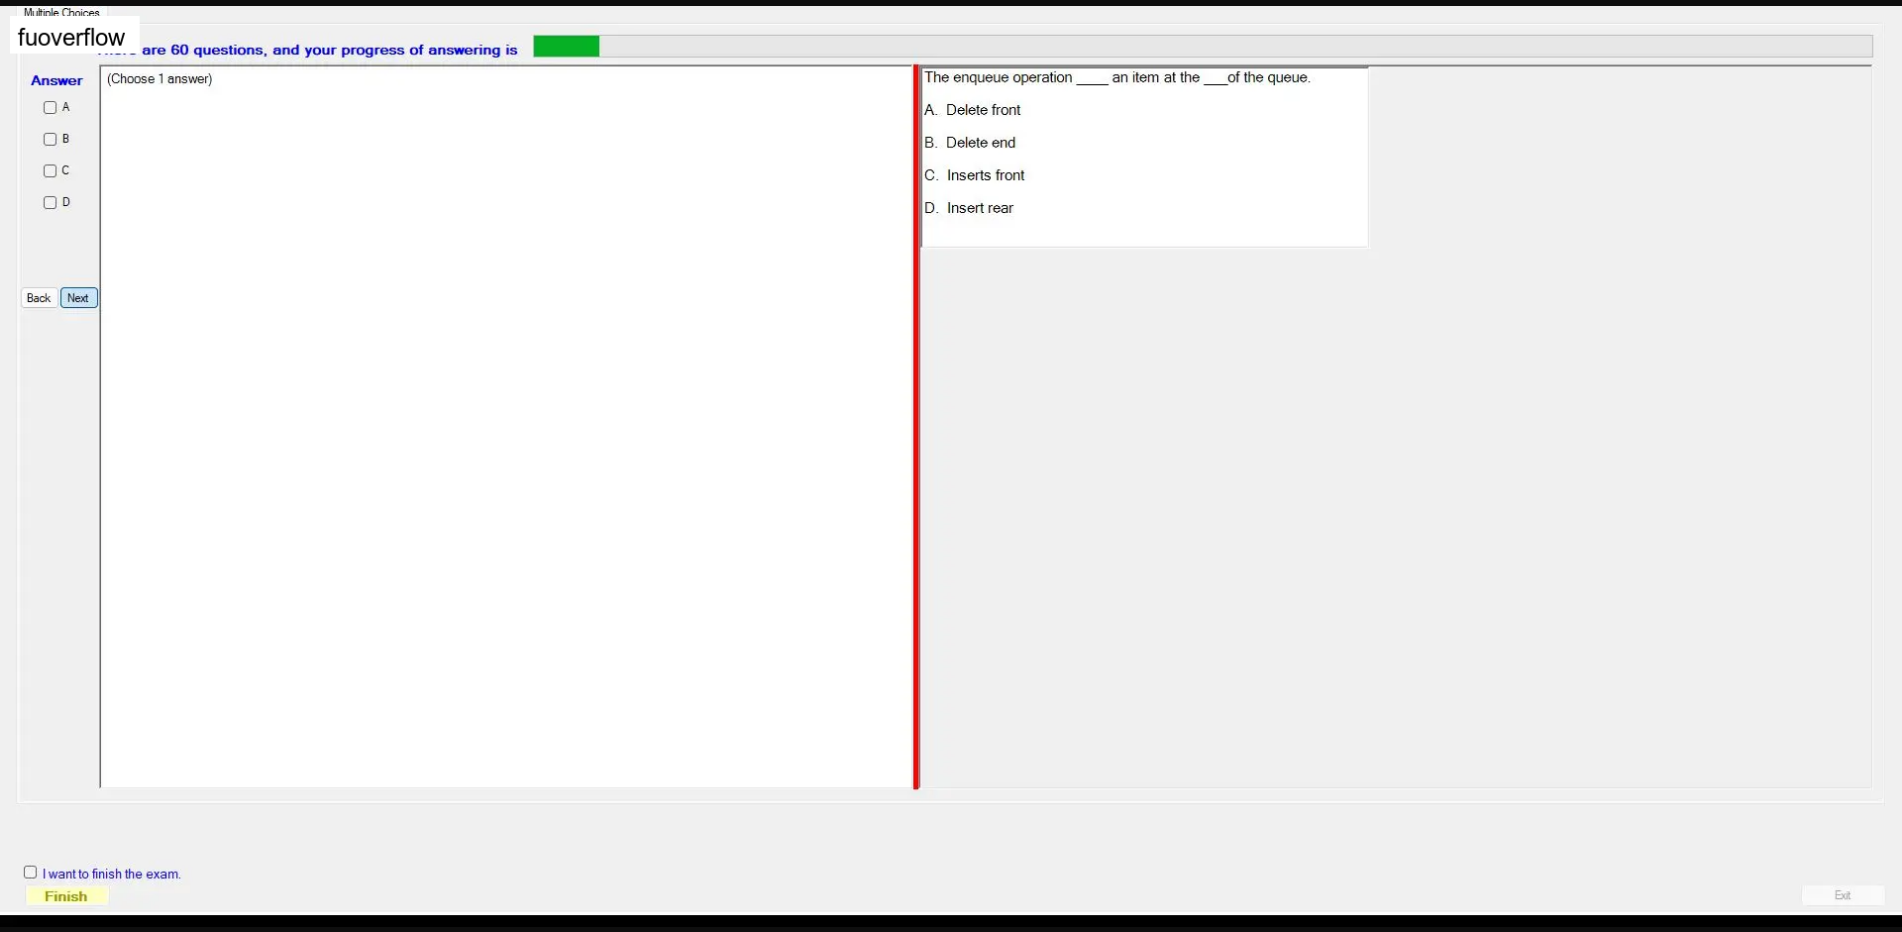 Multiple Choices
fuoverflow
are 60 questions, and your progress of answering is
Answer
(Choose 1 answer)
A
B
C
D
Back
Next
The enqueue operation ____ an item at the ___of the queue.
A. Delete front
B. Delete end
C. Inserts front
D. Insert rear
I want to finish the exam.
Finish
Exit